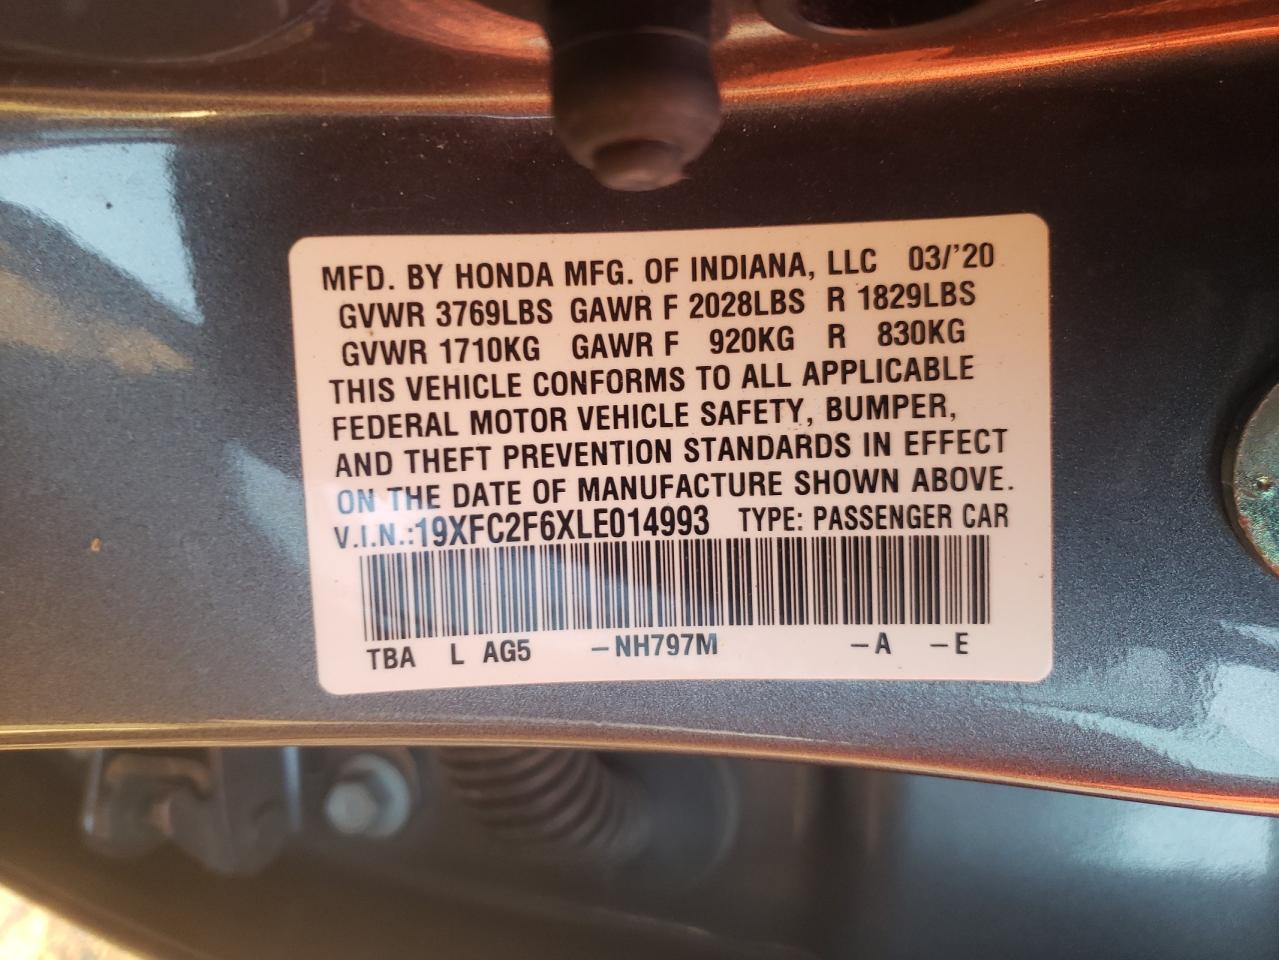 MFD. BY HONDA MFG. OF INDIANA, LLC 03/'20
GVWR 3769LBS GAWR F 2028LBS R 1829LBS
GVWR 1710KG GAWR F 920KG R 830KG
THIS VEHICLE CONFORMS TO ALL APPLICABLE
FEDERAL MOTOR VEHICLE SAFETY, BUMPER,
AND THEFT PREVENTION STANDARDS IN EFFECT
ON THE DATE OF MANUFACTURE SHOWN ABOVE.
V.I.N.:19XFC2F6XLE014993 TYPE: PASSENGER CAR
TBA L AG5 –NH797M –A –E